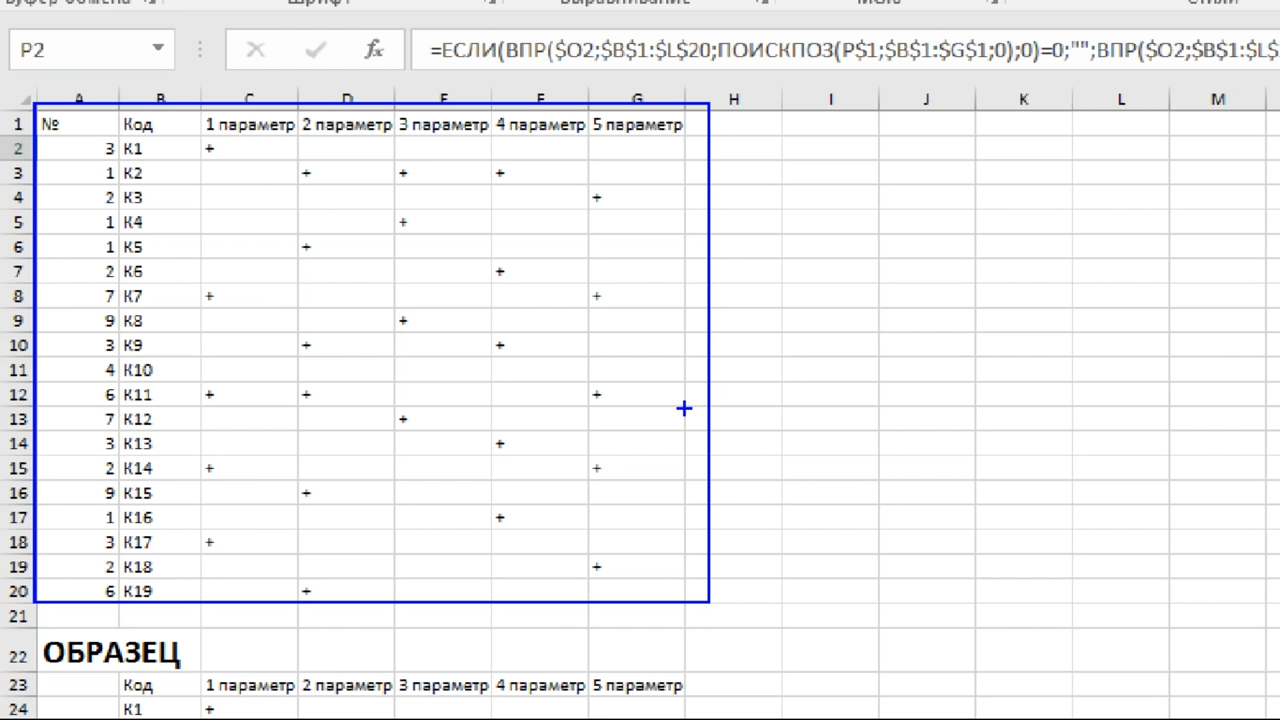 P2 fx =ЕСЛИ(ВПР($O2;$B$1:$L$20;ПОИСКПОЗ(P$1;$B$1:$G$1;0);0)=0;"";ВПР($O2;$B$1:$L$
A B C D E F G H I J K L M
1 № Код 1 параметр 2 параметр 3 параметр 4 параметр 5 параметр
2 3 К1 +
3 1 К2 + + +
4 2 К3 +
5 1 К4 +
6 1 К5 +
7 2 К6 +
8 7 К7 + +
9 9 К8 +
10 3 К9 + +
11 4 К10
12 6 К11 + + +
13 7 К12 +
14 3 К13 +
15 2 К14 + +
16 9 К15 +
17 1 К16 +
18 3 К17 +
19 2 К18 +
20 6 К19 +
21
22 ОБРАЗЕЦ
23 Код 1 параметр 2 параметр 3 параметр 4 параметр 5 параметр
24 К1 +